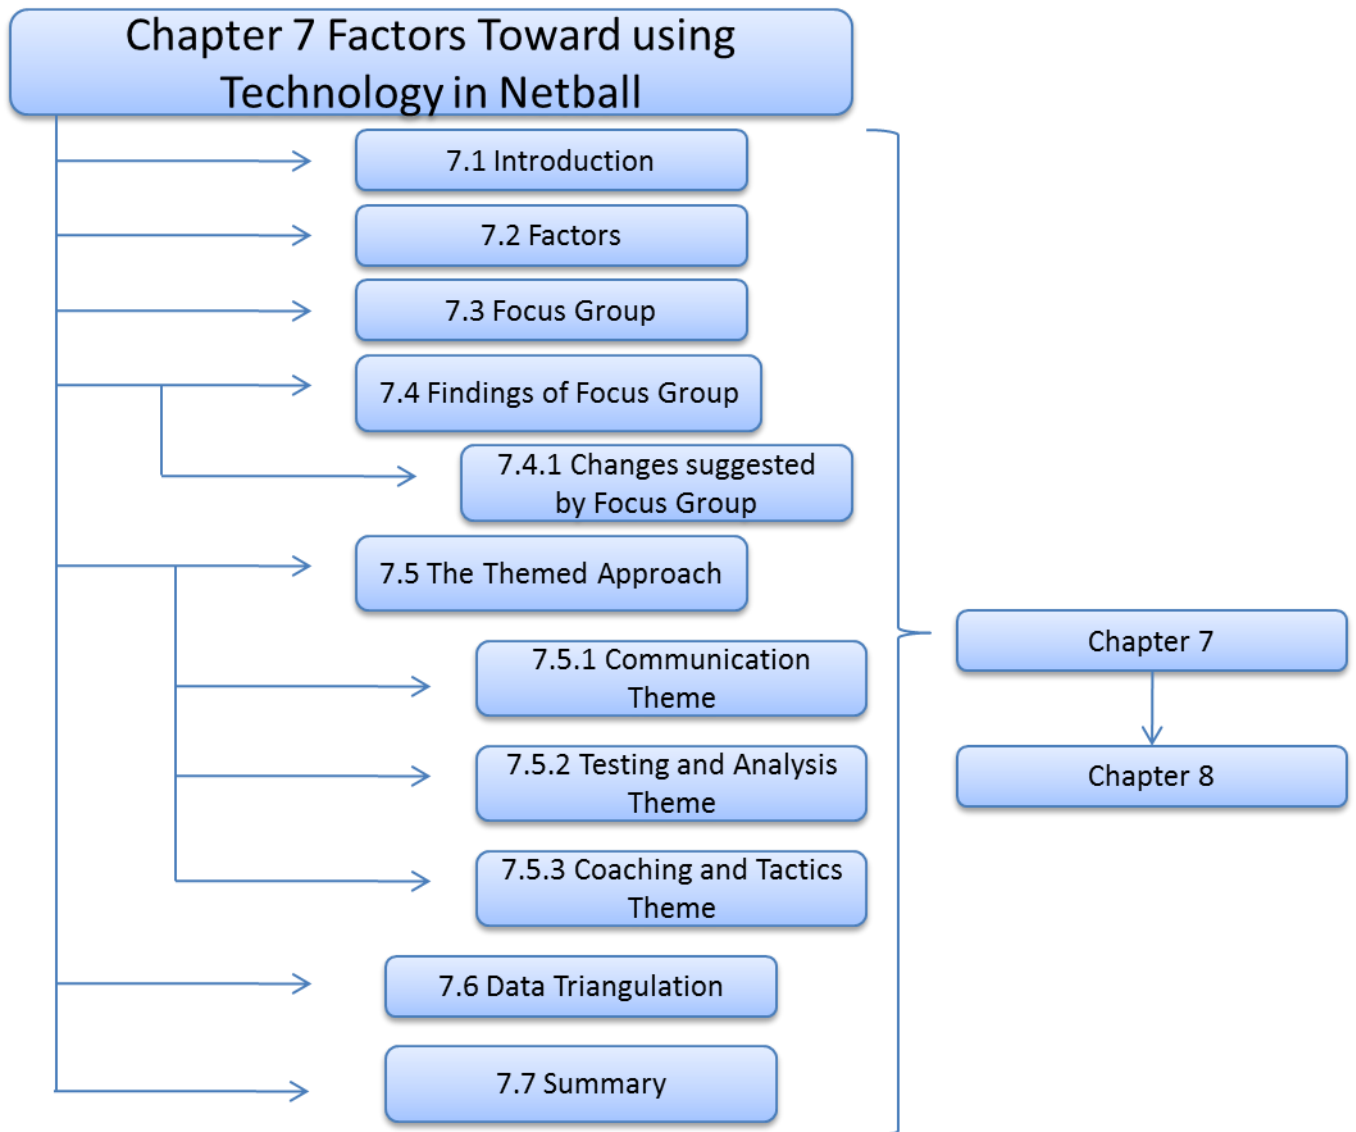 Chapter 7 Factors Toward using
Technology in Netball
7.1 Introduction
7.2 Factors
7.3 Focus Group
7.4 Findings of Focus Group
7.4.1 Changes suggested
by Focus Group
7.5 The Themed Approach
7.5.1 Communication
Theme
7.5.2 Testing and Analysis
Theme
7.5.3 Coaching and Tactics
Theme
7.6 Data Triangulation
7.7 Summary
Chapter 7
Chapter 8